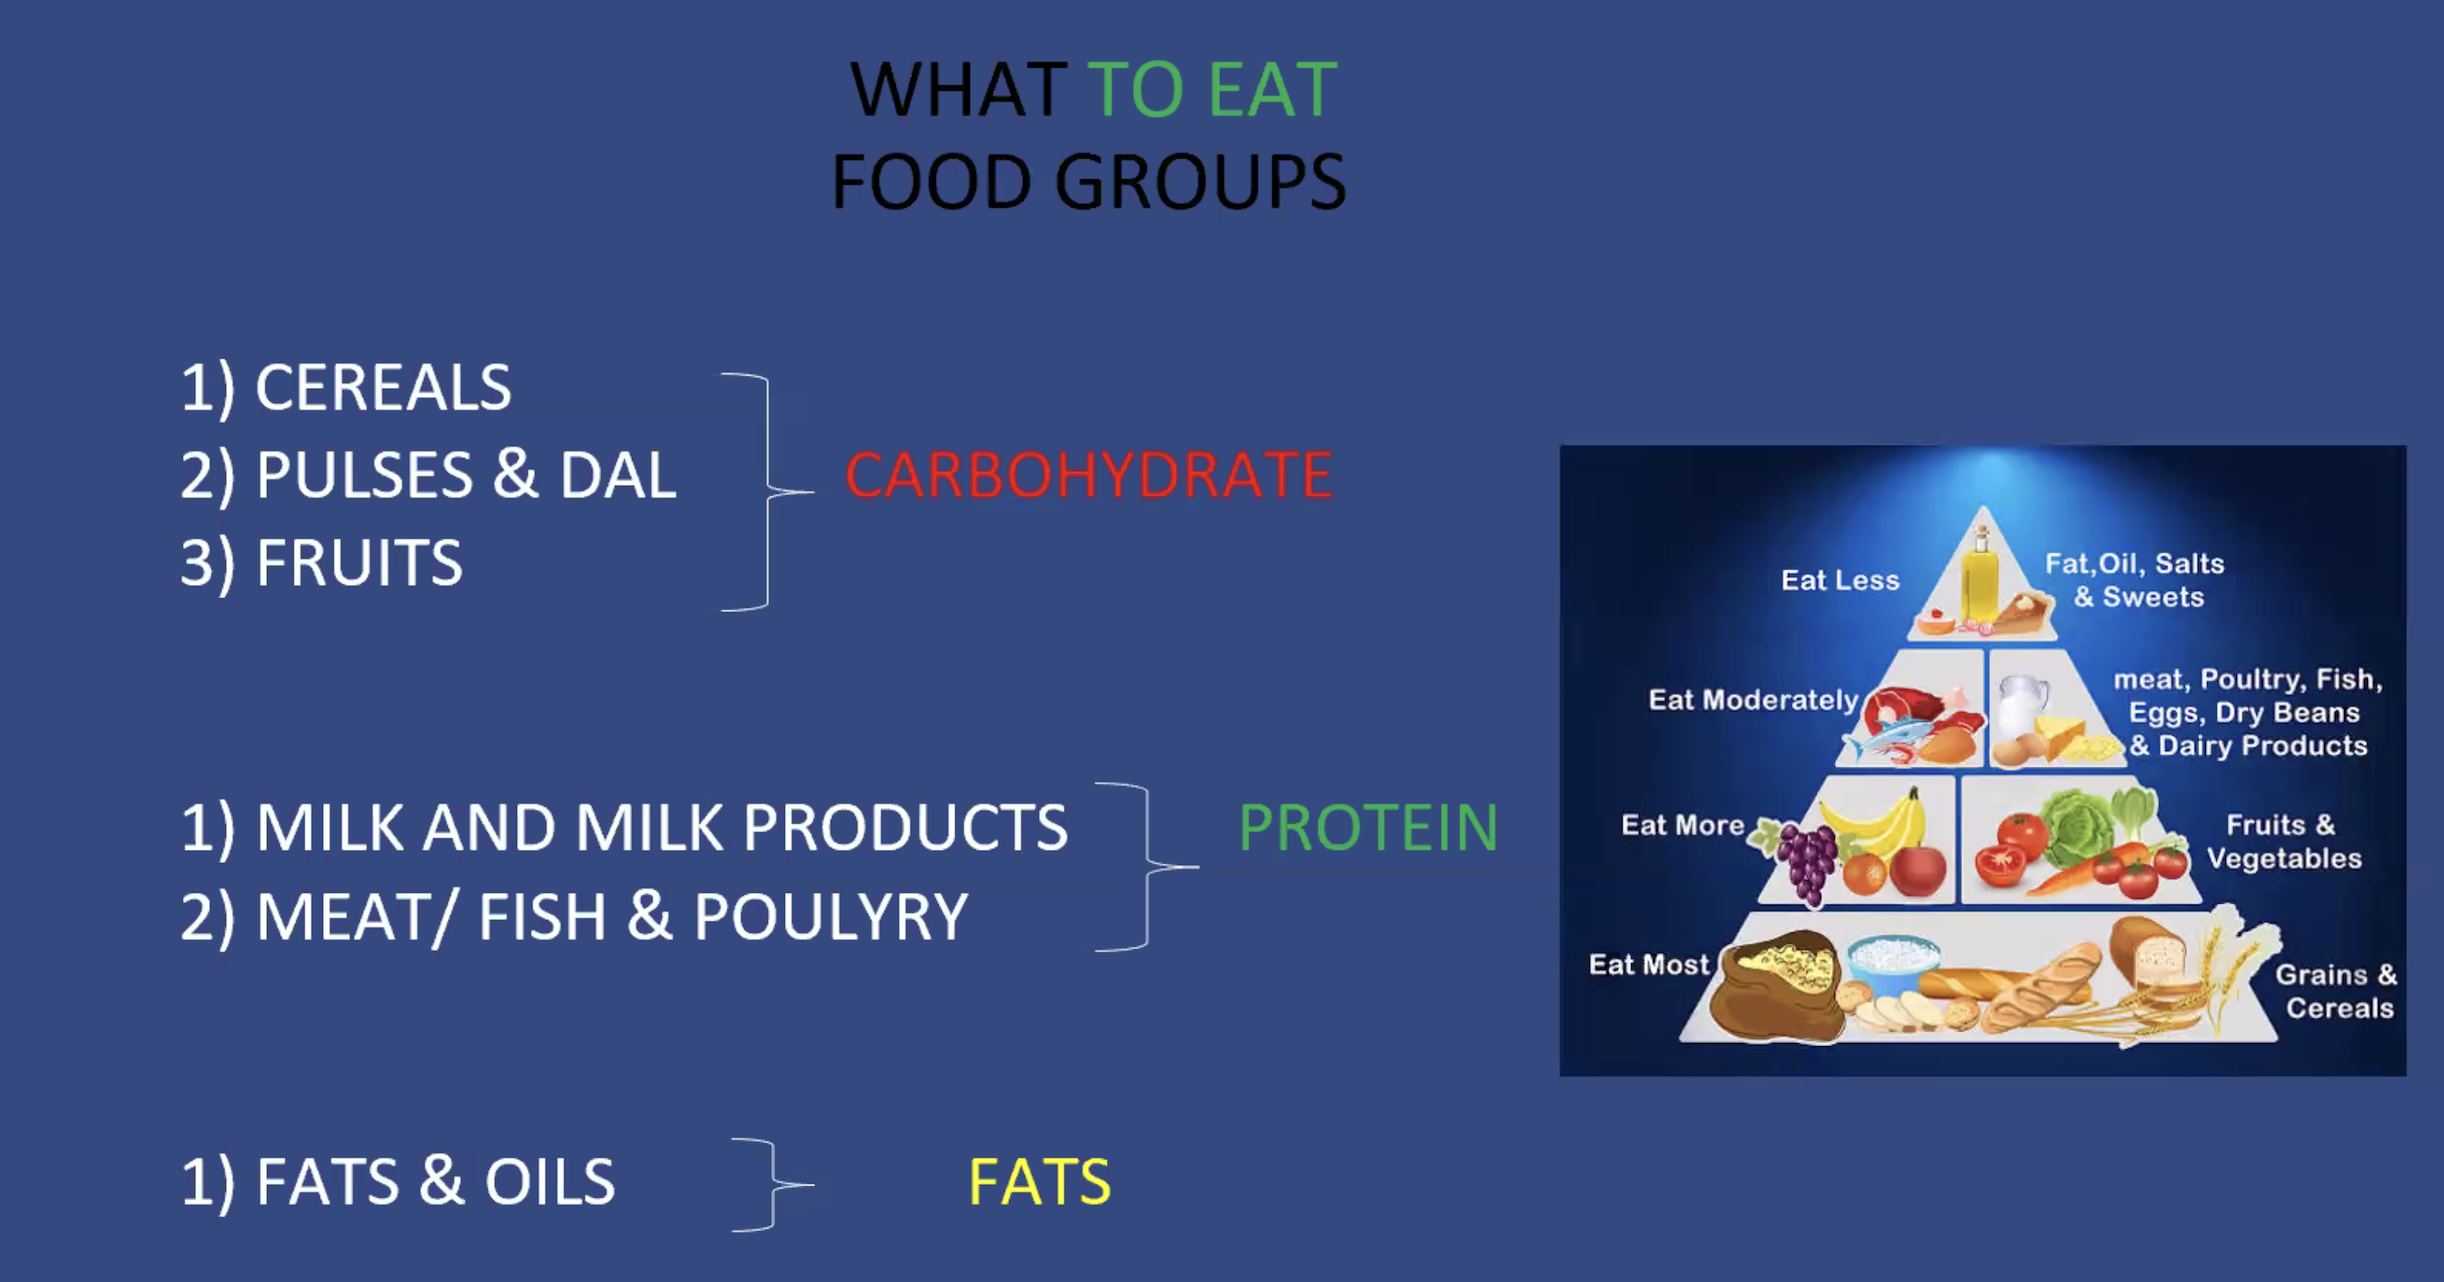 WHAT TO EAT
FOOD GROUPS
1) CEREALS
2) PULSES & DAL
3) FRUITS
CARBOHYDRATE
1) MILK AND MILK PRODUCTS
2) MEAT/ FISH & POULYRY
PROTEIN
1) FATS & OILS
FATS
Eat Less
Fat,Oil, Salts
& Sweets
Eat Moderately
meat, Poultry, Fish,
Eggs, Dry Beans
& Dairy Products
Eat More
Fruits &
Vegetables
Eat Most
Grains &
Cereals